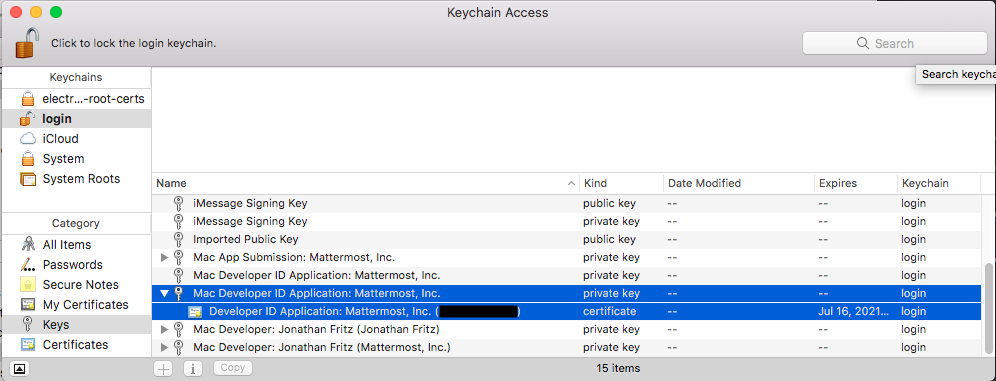 Keychain Access
Click to lock the login keychain.
Search
Search keycha
Keychains
electr...-root-certs
login
iCloud
System
System Roots
Category
All Items
Passwords
Secure Notes
My Certificates
Keys
Certificates
Name Kind Date Modified Expires Keychain
iMessage Signing Key public key -- -- login
iMessage Signing Key private key -- -- login
Imported Public Key public key -- -- login
Mac App Submission: Mattermost, Inc. private key -- -- login
Mac Developer ID Application: Mattermost, Inc. private key -- -- login
Mac Developer ID Application: Mattermost, Inc. private key -- -- login
Developer ID Application: Mattermost, Inc. ( ) certificate -- Jul 16, 2021... login
Mac Developer: Jonathan Fritz (Jonathan Fritz) private key -- -- login
Mac Developer: Jonathan Fritz (Mattermost, Inc.) private key -- -- login
+ i Copy 15 items